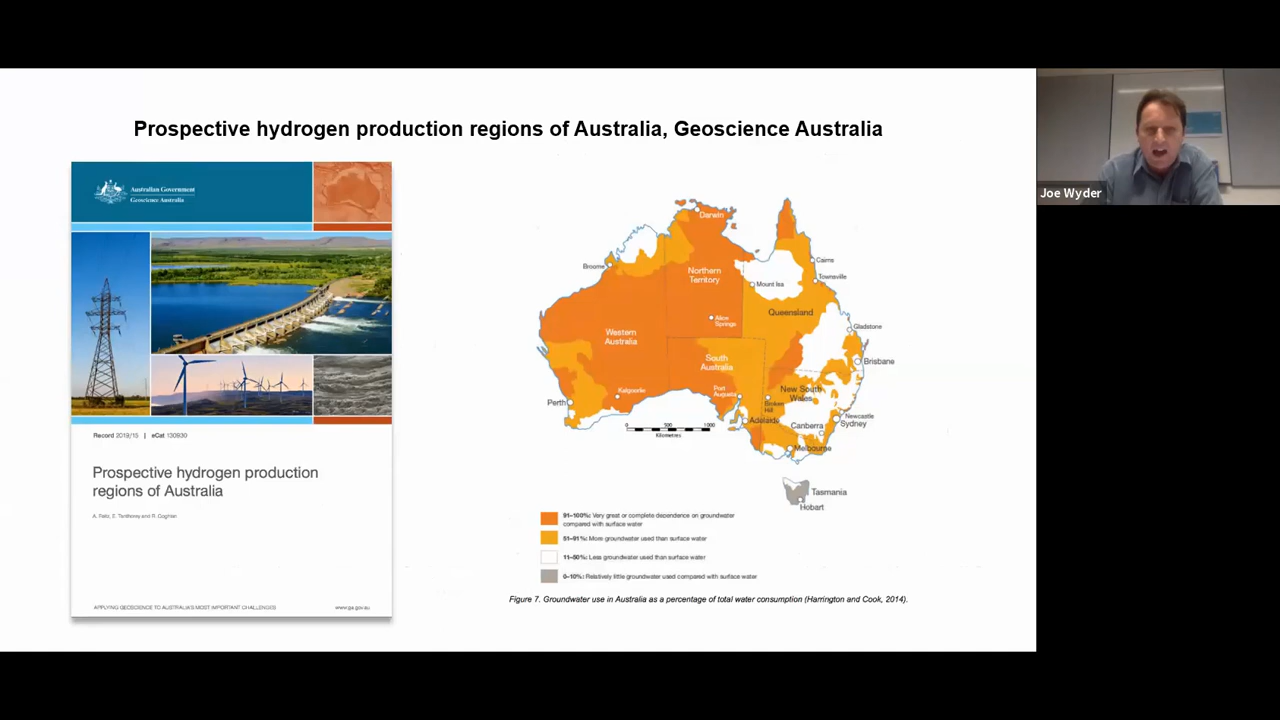 Prospective hydrogen production regions of Australia, Geoscience Australia
Joe Wyder
Australian Government
Geoscience Australia
Record 2019/15 | eCat 130930
Prospective hydrogen production
regions of Australia
APPLYING GEOSCIENCE TO AUSTRALIA'S MOST IMPORTANT CHALLENGES
www.ga.gov.au
Darwin
Broome
Northern
Territory
Cairns
Townsville
Mount Isa
Queensland
Alice
Springs
Gladstone
Western
Australia
South
Australia
Brisbane
Kalgoorlie
Port
Augusta
New South
Wales
Perth
Broken
Hill
Newcastle
Sydney
Adelaide
Canberra
0 500 1000
Kilometres
Melbourne
Tasmania
Hobart
91–100%: Very great or complete dependence on groundwater
compared with surface water
51–91%: More groundwater used than surface water
11–50%: Less groundwater used than surface water
0–10%: Relatively little groundwater used compared with surface water
Figure 7. Groundwater use in Australia as a percentage of total water consumption (Harrington and Cook, 2014).